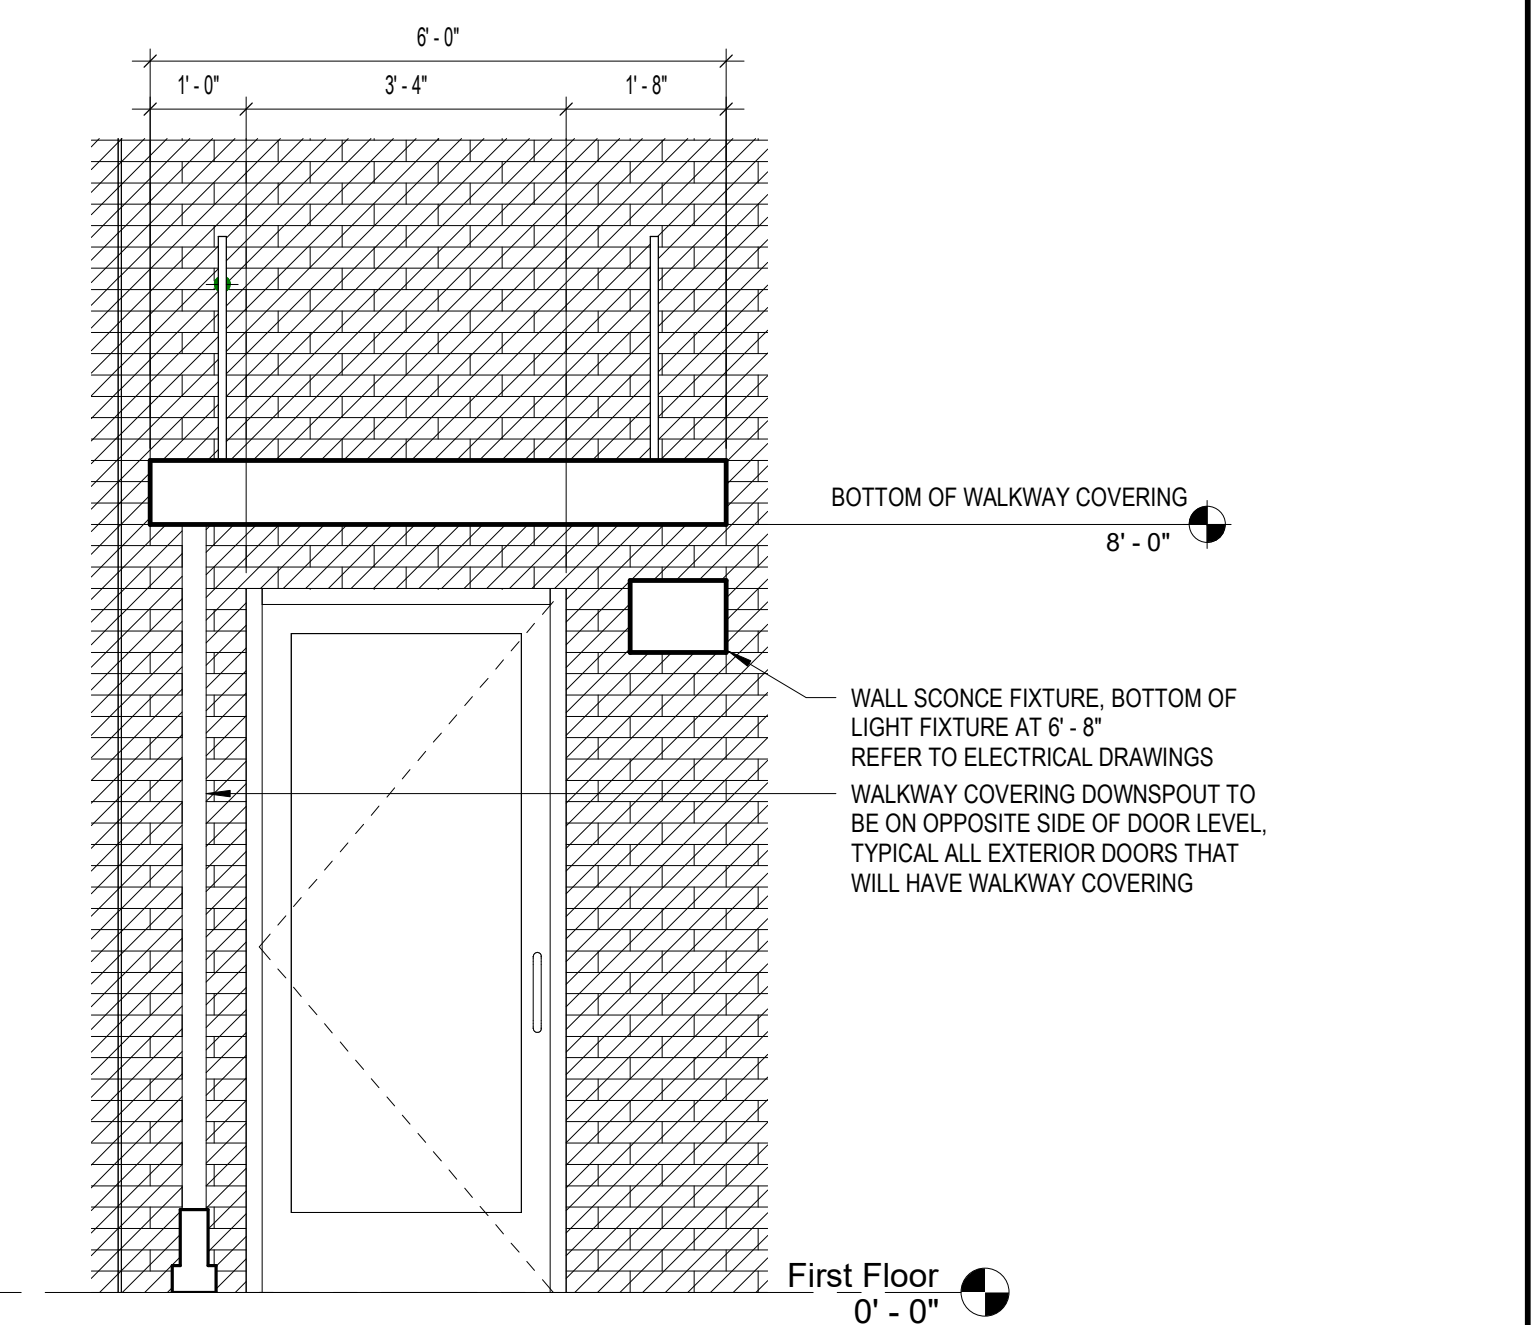 6' - 0"
1' - 0"
3' - 4"
1' - 8"
BOTTOM OF WALKWAY COVERING
8' - 0"
WALL SCONCE FIXTURE, BOTTOM OF
LIGHT FIXTURE AT 6' - 8"
REFER TO ELECTRICAL DRAWINGS
WALKWAY COVERING DOWNSPOUT TO
BE ON OPPOSITE SIDE OF DOOR LEVEL,
TYPICAL ALL EXTERIOR DOORS THAT
WILL HAVE WALKWAY COVERING
First Floor
0' - 0"